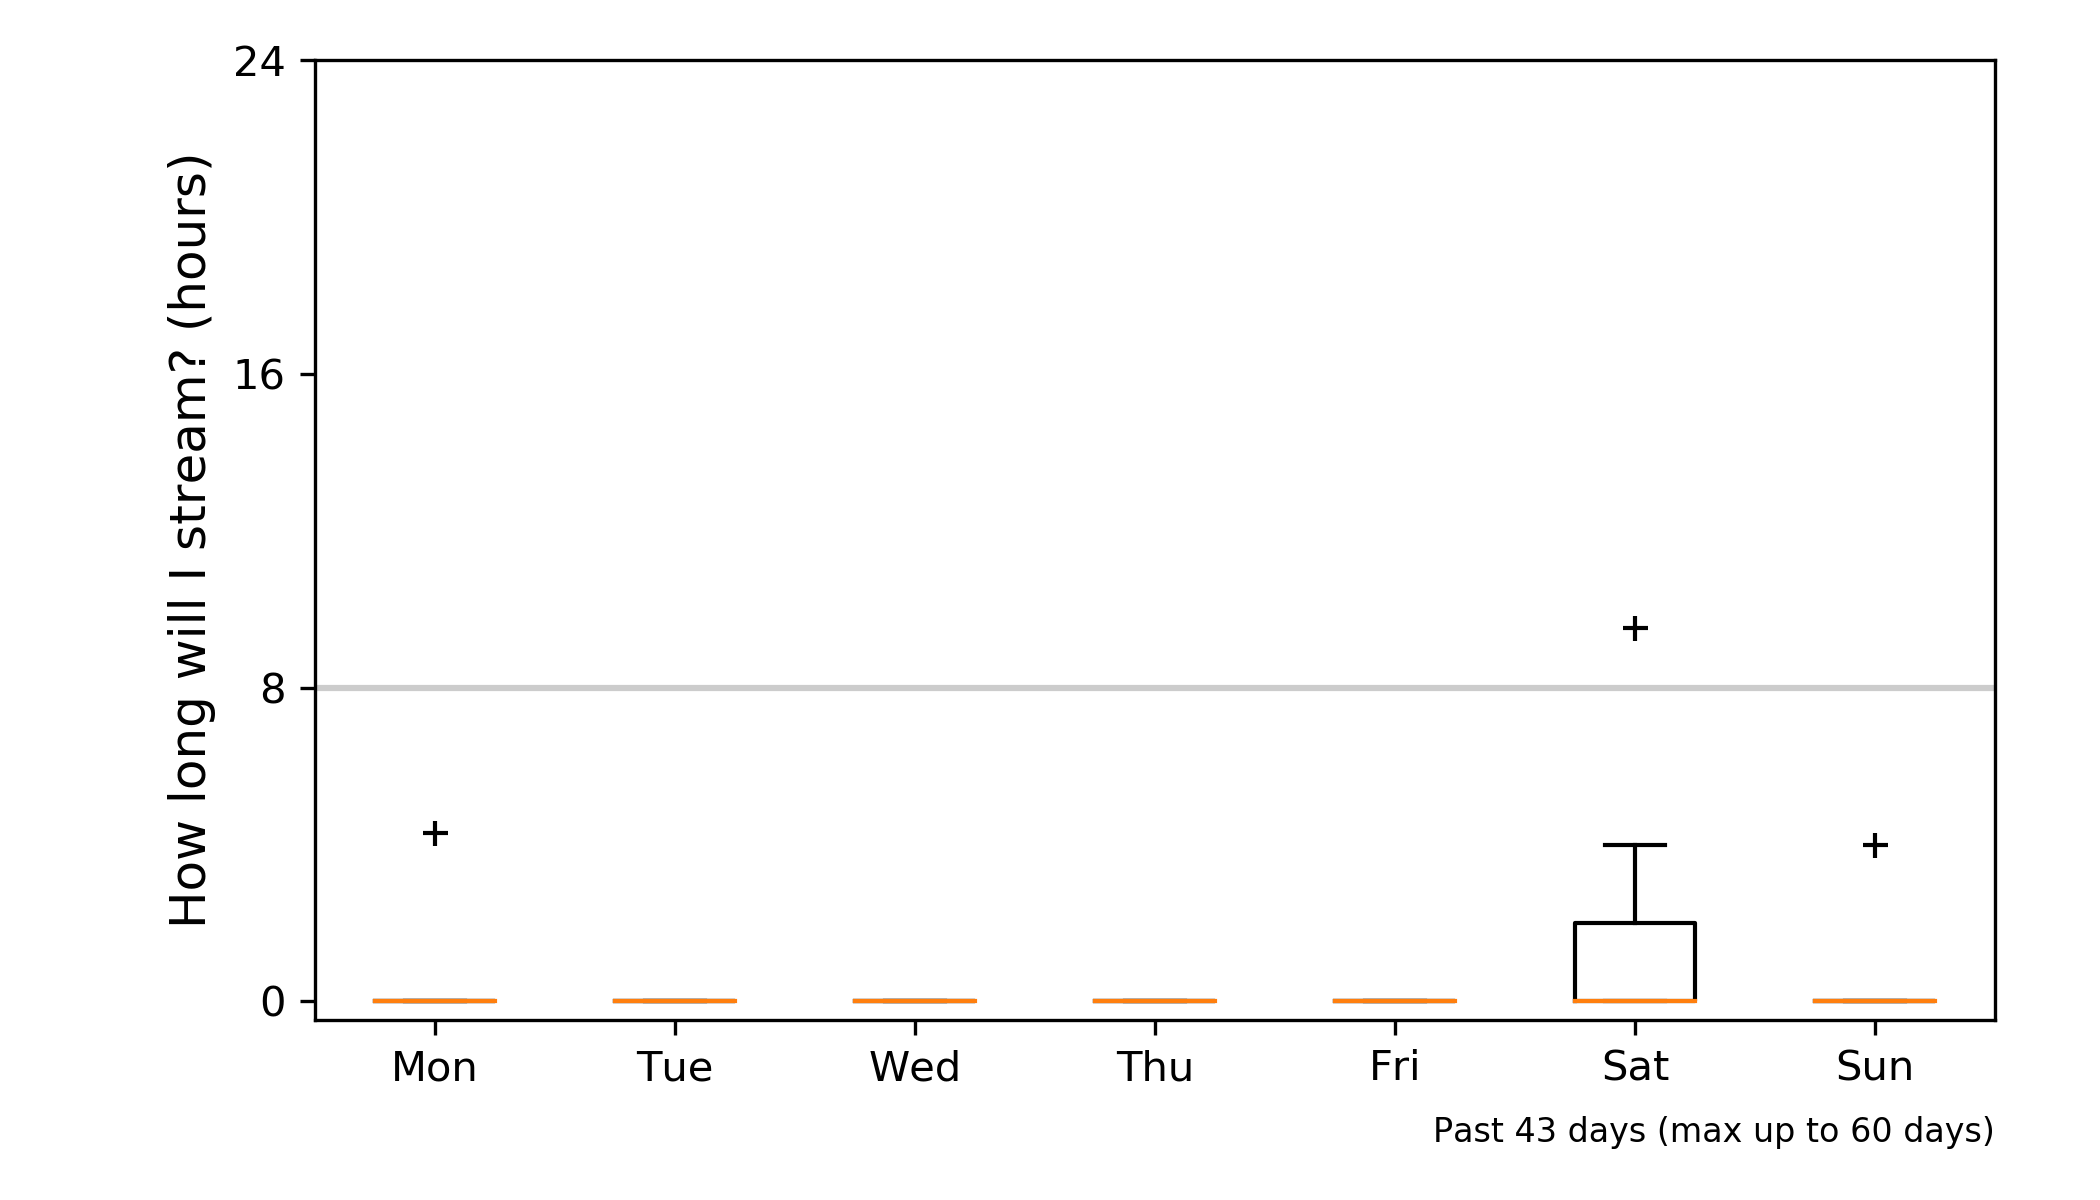 How long will I stream? (hours)
24
16
8
0
Mon Tue Wed Thu Fri Sat Sun
Past 43 days (max up to 60 days)